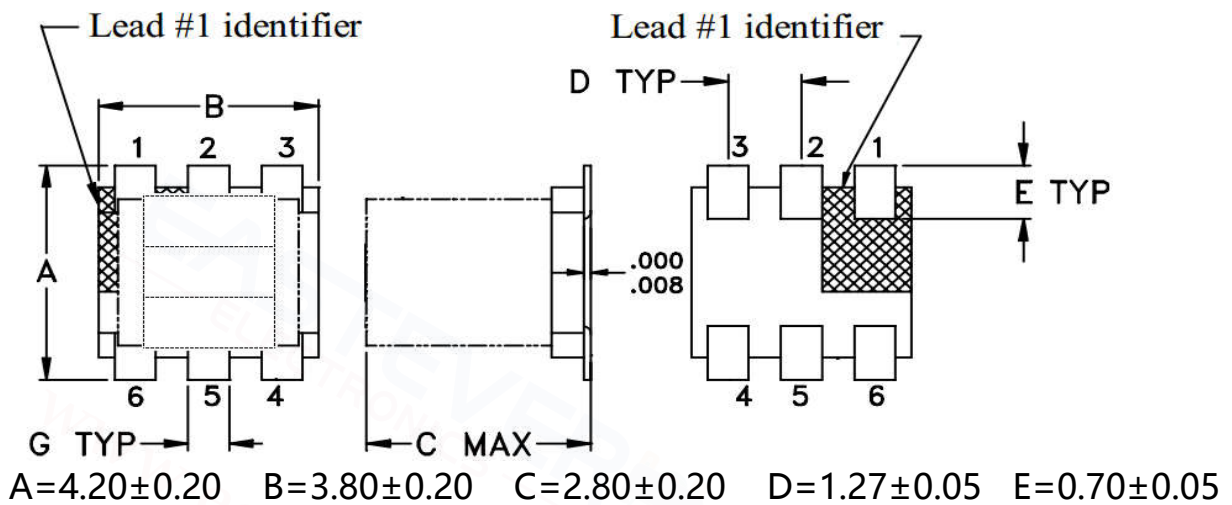 Lead #1 identifier
Lead #1 identifier
D TYP
B
1 2 3
3 2 1
E TYP
A
.000
.008
6 5 4
4 5 6
G TYP
C MAX
A=4.20±0.20 B=3.80±0.20 C=2.80±0.20 D=1.27±0.05 E=0.70±0.05